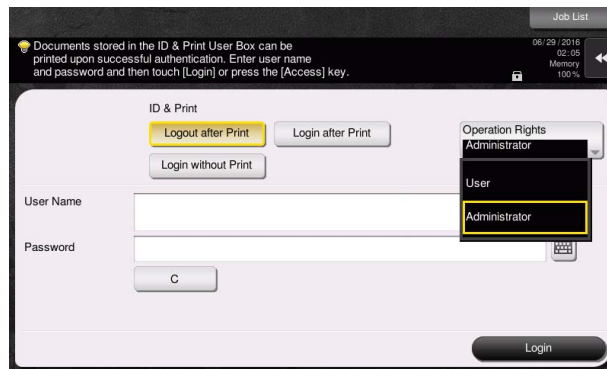 Job List
Documents stored in the ID & Print User Box can be
printed upon successful authentication. Enter user name
and password and then touch [Login] or press the [Access] key.
06/29/2016
02:05
Memory
100%
ID & Print
Logout after Print
Login after Print
Login without Print
Operation Rights
Administrator
User
Administrator
User Name
Password
C
Login